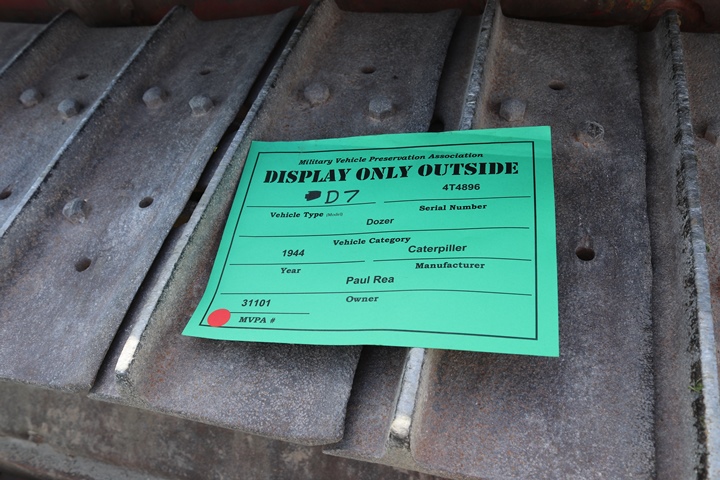 Military Vehicle Preservation Association
DISPLAY ONLY OUTSIDE
D7 4T4896
Vehicle Type (Model) Serial Number
Dozer
Vehicle Category
1944 Caterpiller
Year Manufacturer
Paul Rea
Owner
31101
MVPA #